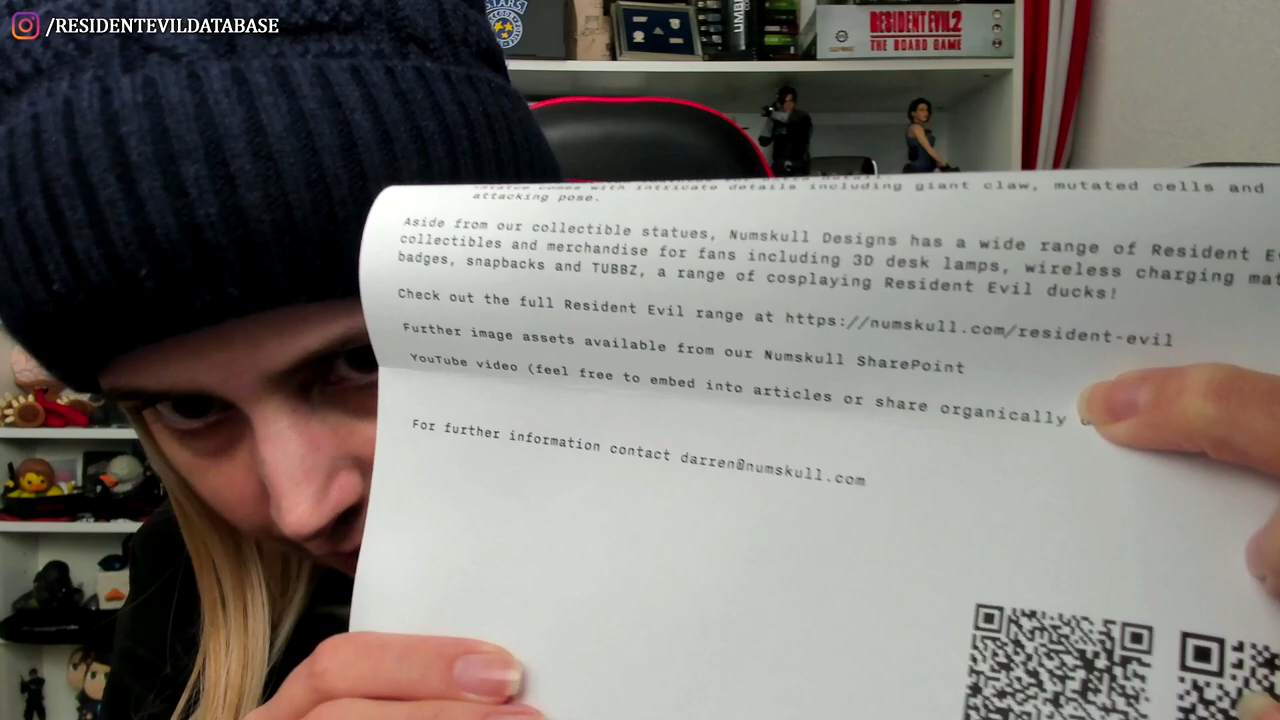 /RESIDENTEVILDATABASE
STARS
RESIDENT EVIL 2
THE BOARD GAME
statue comes with intricate details including giant claw, mutated cells and
attacking pose.
Aside from our collectible statues, Numskull Designs has a wide range of Resident E
collectibles and merchandise for fans including 3D desk lamps, wireless charging mat
badges, snapbacks and TUBBZ, a range of cosplaying Resident Evil ducks!
Check out the full Resident Evil range at https://numskull.com/resident-evil
Further image assets available from our Numskull SharePoint
YouTube video (feel free to embed into articles or share organically
For further information contact darren@numskull.com